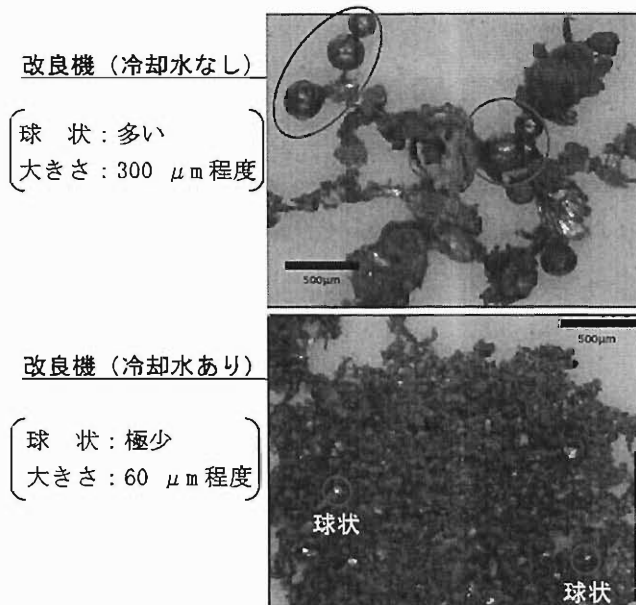 改良機（冷却水なし）
球　状：多い
大きさ：300 μm程度
500μm
改良機（冷却水あり）
球　状：極少
大きさ：60 μm程度
500μm
球状
球状